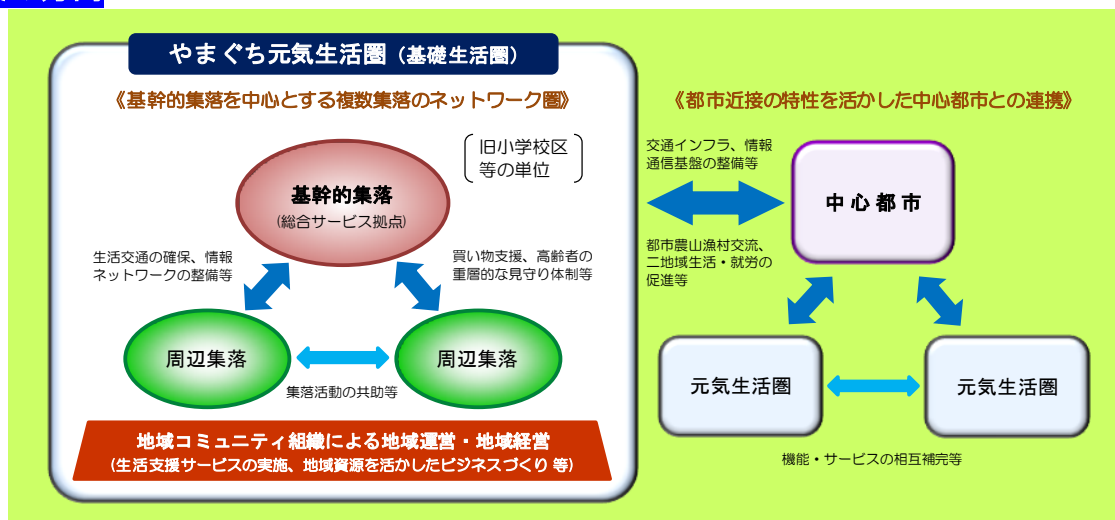 やまぐち元気生活圏(基礎生活圏)
《基幹的集落を中心とする複数集落のネットワーク圏》
旧小学校区
等の単位
基幹的集落
(総合サービス拠点)
生活交通の確保、情報
ネットワークの整備等
買い物支援、高齢者の
重層的な見守り体制等
周辺集落
周辺集落
集落活動の共助等
地域コミュニティ組織による地域運営・地域経営
(生活支援サービスの実施、地域資源を活かしたビジネスづくり 等)
《都市近接の特性を活かした中心都市との連携》
交通インフラ、情報
通信基盤の整備等
中心都市
都市農山漁村交流、
二地域生活・就労の
促進等
元気生活圏
元気生活圏
機能・サービスの相互補完等